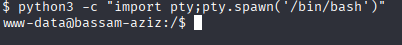 $ python3 -c "import pty;pty.spawn('/bin/bash')"
www-data@bassam-aziz:/$